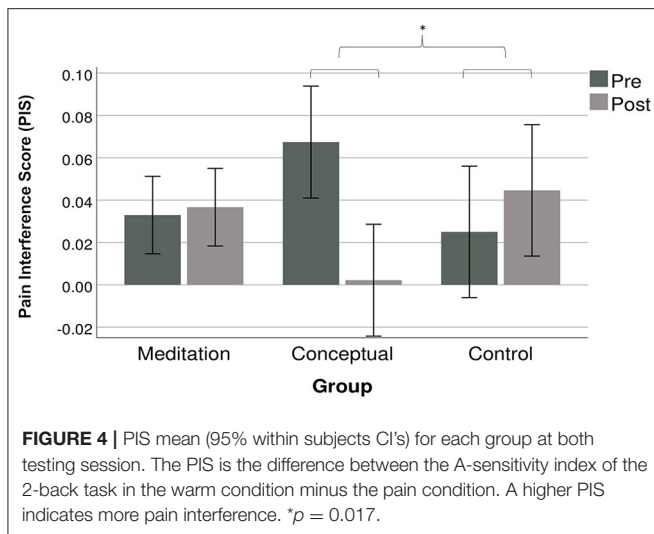 *
0.10
0.08
0.06
0.04
0.02
0.00
-0.02
Pain Interference Score (PIS)
Pre
Post
Meditation Conceptual Control
Group
FIGURE 4 | PIS mean (95% within subjects CI's) for each group at both
testing session. The PIS is the difference between the A-sensitivity index of the
2-back task in the warm condition minus the pain condition. A higher PIS
indicates more pain interference. *p = 0.017.